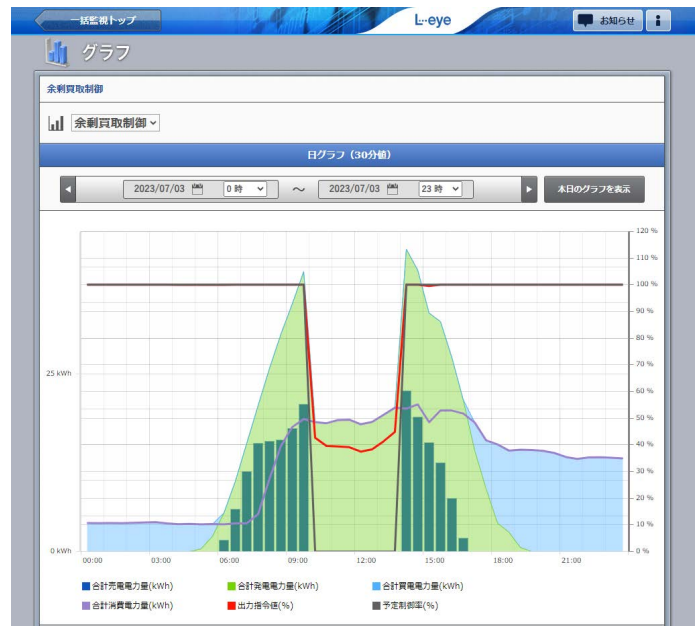 一括監視トップ
L･eye
お知らせ
i
グラフ
余剰買取制御
余剰買取制御
日グラフ（30分値）
2023/07/03 0 時 ～ 2023/07/03 23 時 本日のグラフを表示
120 %
110 %
100 %
90 %
80 %
70 %
25 kWh
60 %
50 %
40 %
30 %
20 %
10 %
0 kWh
0 %
00:00 03:00 06:00 09:00 12:00 15:00 18:00 21:00
合計売電電力量(kWh) 合計発電電力量(kWh) 合計買電電力量(kWh)
合計消費電力量(kWh) 出力指令値(%) 予定制御率(%)